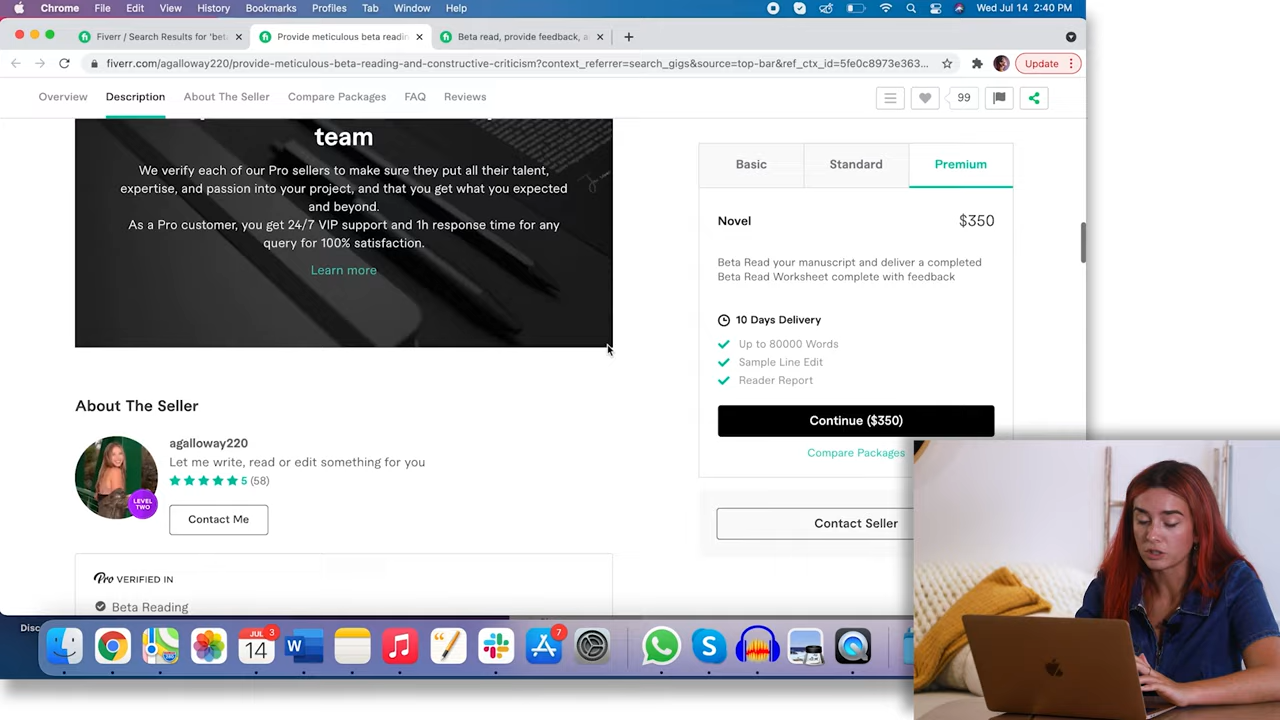 Chrome File Edit View History Bookmarks Profiles Tab Window Help Wed Jul 14 2:40 PM
Fiverr / Search Results for 'beta
Provide meticulous beta readin
Beta read, provide feedback, a
fiverr.com/agalloway220/provide-meticulous-beta-reading-and-constructive-criticism?context_referrer=search_gigs&source=top-bar&ref_ctx_id=5fe0c8973e363...
Update
Overview Description About The Seller Compare Packages FAQ Reviews 99
team
We verify each of our Pro sellers to make sure they put all their talent,
expertise, and passion into your project, and that you get what you expected
and beyond.
As a Pro customer, you get 24/7 VIP support and 1h response time for any
query for 100% satisfaction.
Learn more
Basic Standard Premium
Novel $350
Beta Read your manuscript and deliver a completed
Beta Read Worksheet complete with feedback
10 Days Delivery
Up to 80000 Words
Sample Line Edit
Reader Report
Continue ($350)
Compare Packages
Contact Seller
About The Seller
agalloway220
Let me write, read or edit something for you
5 (58)
LEVEL
TWO
Contact Me
Pro VERIFIED IN
Beta Reading
Disc
JUL
14
3
7